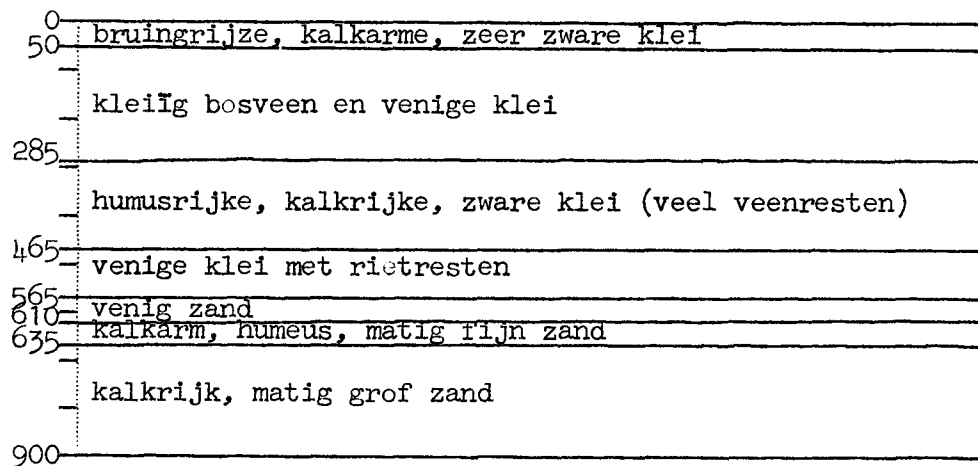 0
bruingrijze, kalkarme, zeer zware klei
50
kleiïg bosveen en venige klei
285
humusrijke, kalkrijke, zware klei (veel veenresten)
465
venige klei met rietresten
565
venig zand
610
kalkarm, humeus, matig fijn zand
635
kalkrijk, matig grof zand
900